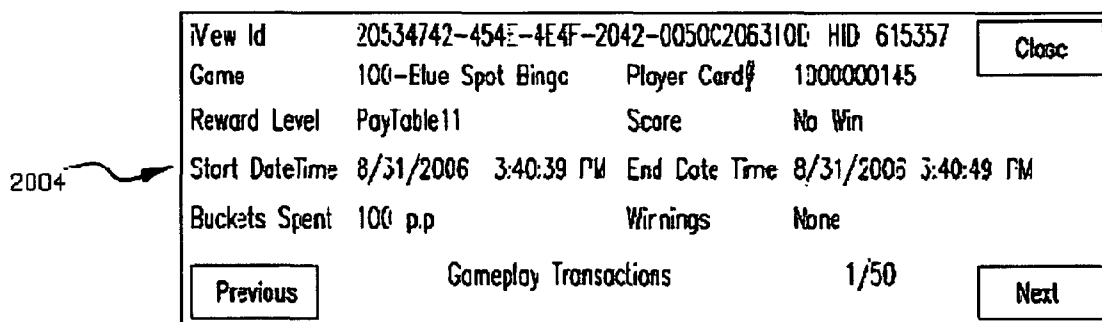 iView Id 20534742-454E-4E4F-2042-0050C206310D HID 615357 Close
Game 100-Blue Spot Bingo Player Card# 1000000145
Reward Level PayTable11 Score No Win
2004 Start DateTime 8/31/2006 3:40:39 PM End Date Time 8/31/2006 3:40:49 PM
Buckets Spent 100 p.p Winnings None
Previous Gameplay Transactions 1/50 Next